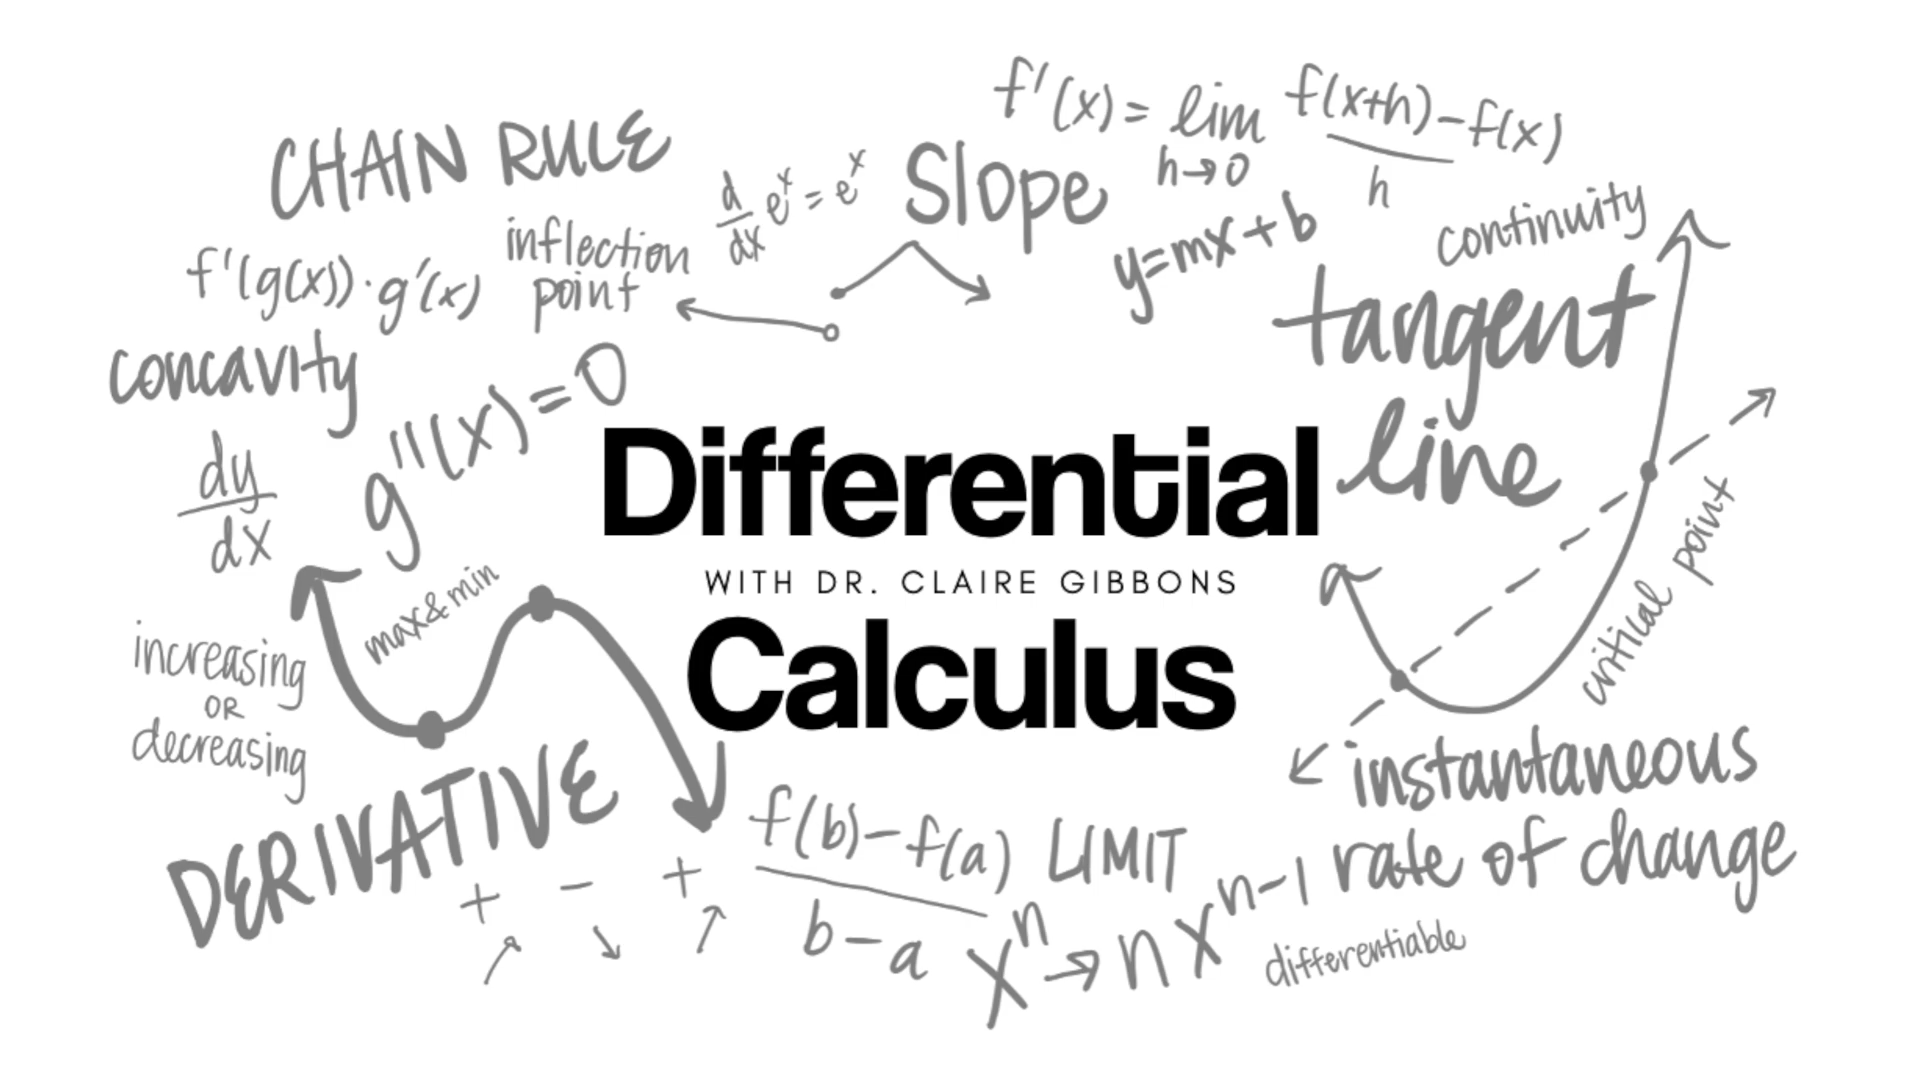 CHAIN RULE
f'(g(x))·g'(x)
inflection
point
d/dx e^x = e^x
Slope
f'(x) = lim h→0 f(x+h)-f(x)/h
y=mx+b
continuity
tangent
line
concavity
g''(x)=0
dy/dx
max&min
increasing
OR
decreasing
Differential
WITH DR. CLAIRE GIBBONS
Calculus
critical point
DERIVATIVE
+ − +
f(b)−f(a)/b−a
LIMIT
x^n → nx^n-1
instantaneous
rate of change
differentiable